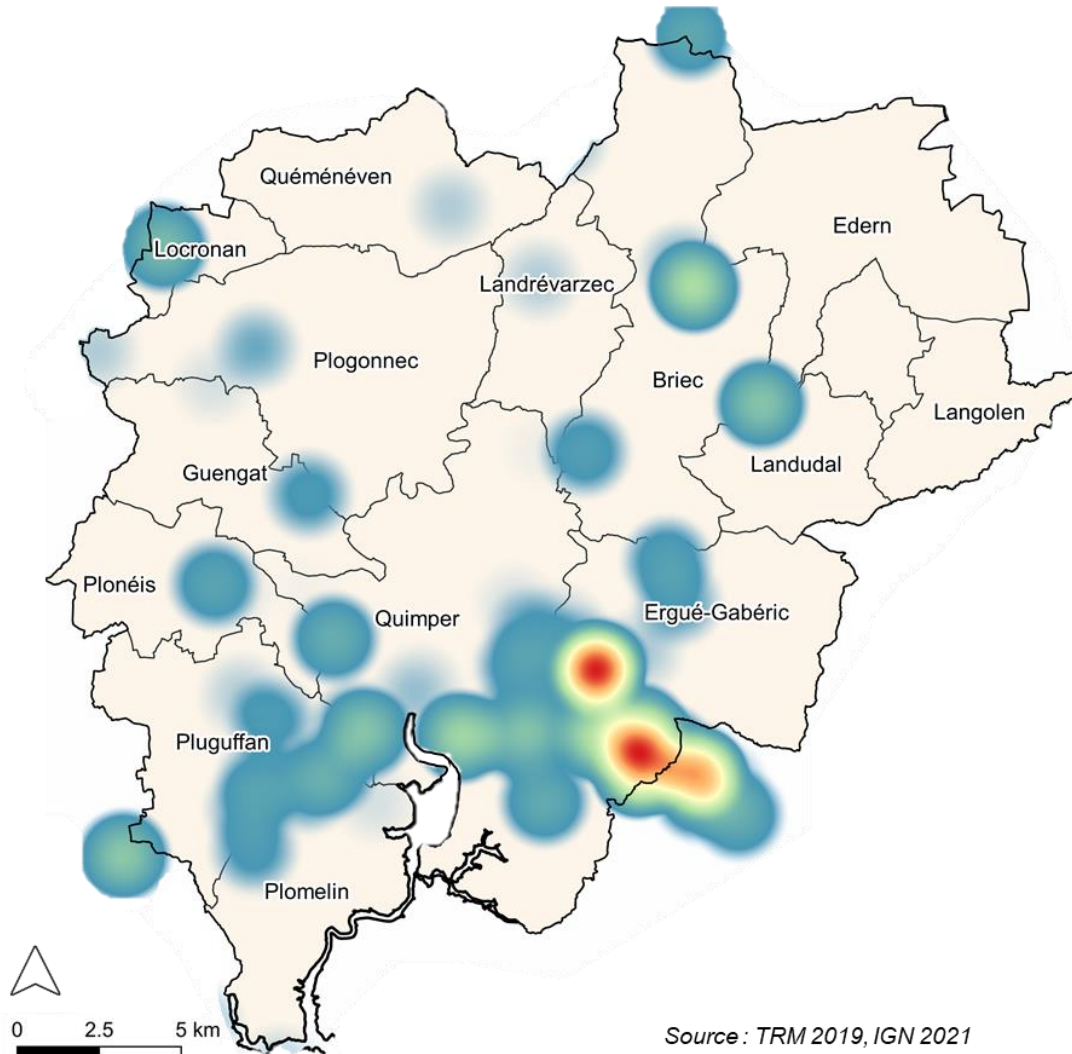 Quéménéven
Edern
Locronan
Landrévarzec
Plogonnec
Briec
Langolen
Landudal
Guengat
Plonéis
Quimper
Ergué-Gabéric
Pluguffan
Plomelin
0 2.5 5 km
Source : TRM 2019, IGN 2021